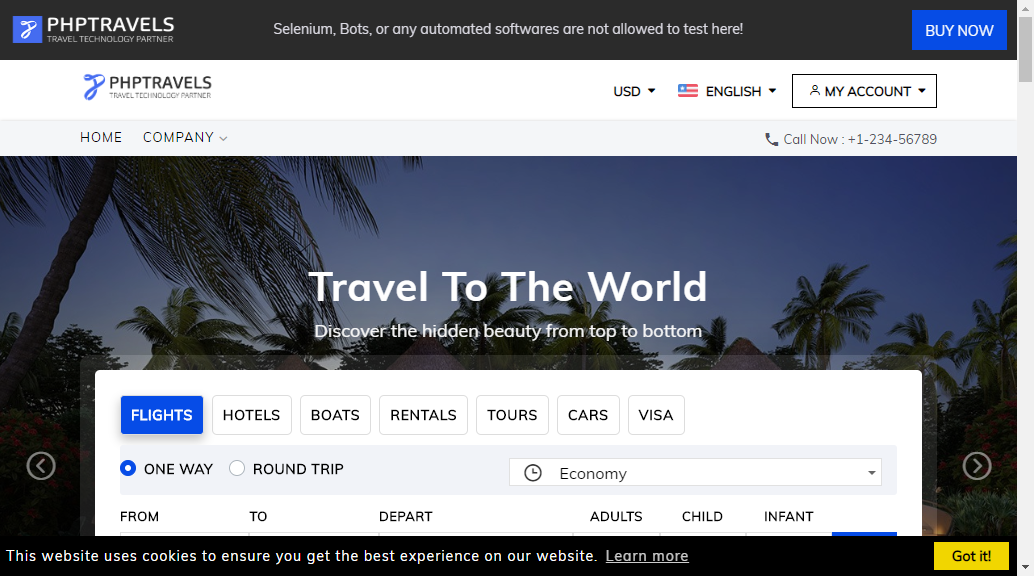 PHPTRAVELS
TRAVEL TECHNOLOGY PARTNER
Selenium, Bots, or any automated softwares are not allowed to test here!
BUY NOW
PHPTRAVELS
TRAVEL TECHNOLOGY PARTNER
USD ENGLISH MY ACCOUNT
HOME COMPANY Call Now : +1-234-56789
Travel To The World
Discover the hidden beauty from top to bottom
FLIGHTS HOTELS BOATS RENTALS TOURS CARS VISA
ONE WAY ROUND TRIP Economy
FROM TO DEPART ADULTS CHILD INFANT
This website uses cookies to ensure you get the best experience on our website. Learn more Got it!